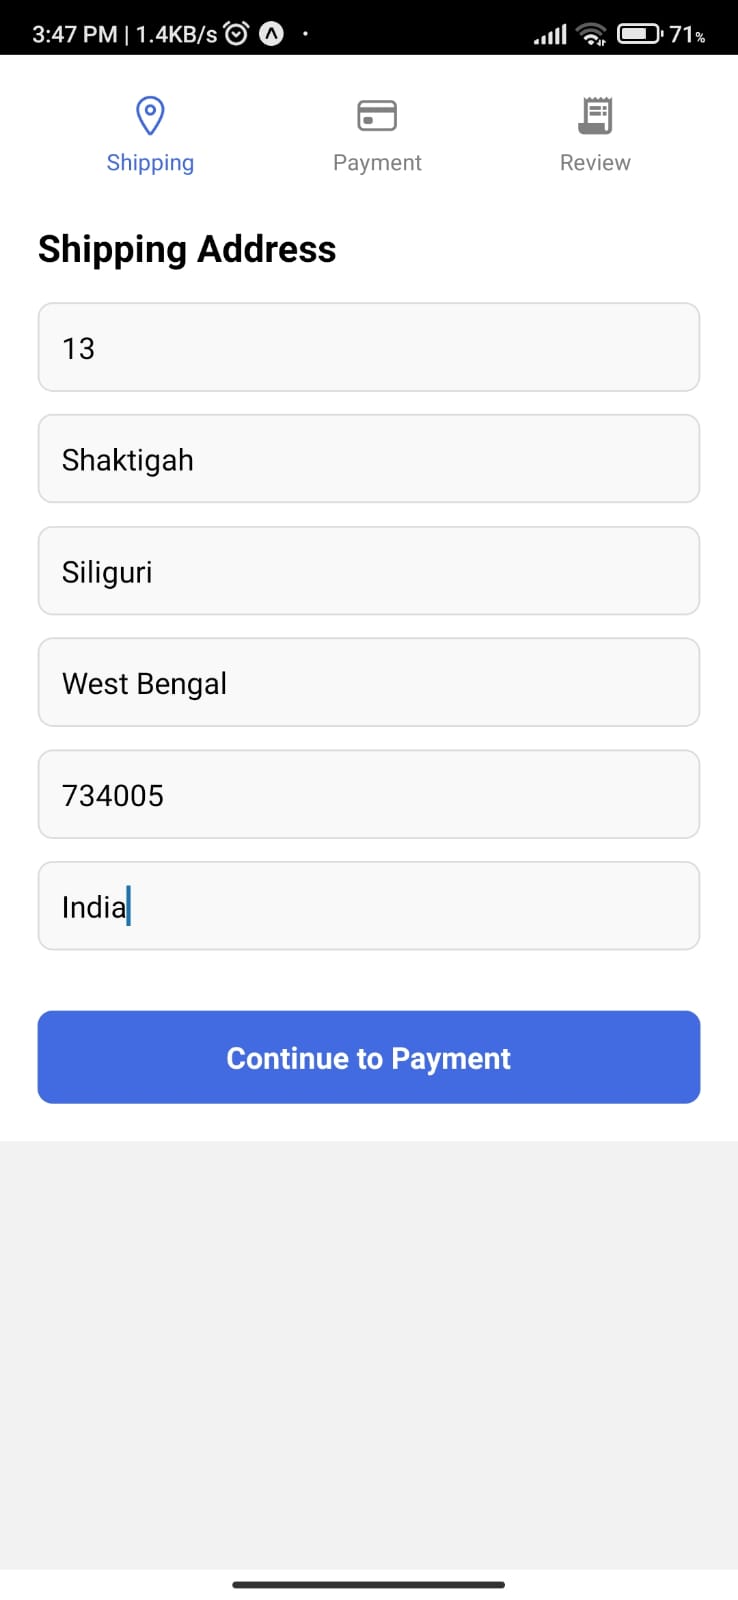 3:47 PM | 1.4KB/s 71%
Shipping Payment Review
Shipping Address
13
Shaktigah
Siliguri
West Bengal
734005
India
Continue to Payment